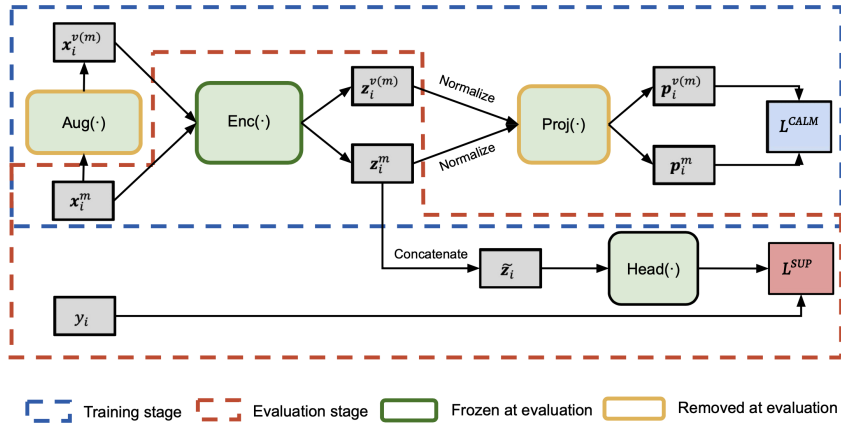 x_i^{v(m)}
Aug(·)
x_i^m
Enc(·)
z_i^{v(m)}
z_i^m
Normalize
Normalize
Proj(·)
p_i^{v(m)}
p_i^m
L^{CALM}
Concatenate
z̃_i
Head(·)
L^{SUP}
y_i
Training stage
Evaluation stage
Frozen at evaluation
Removed at evaluation